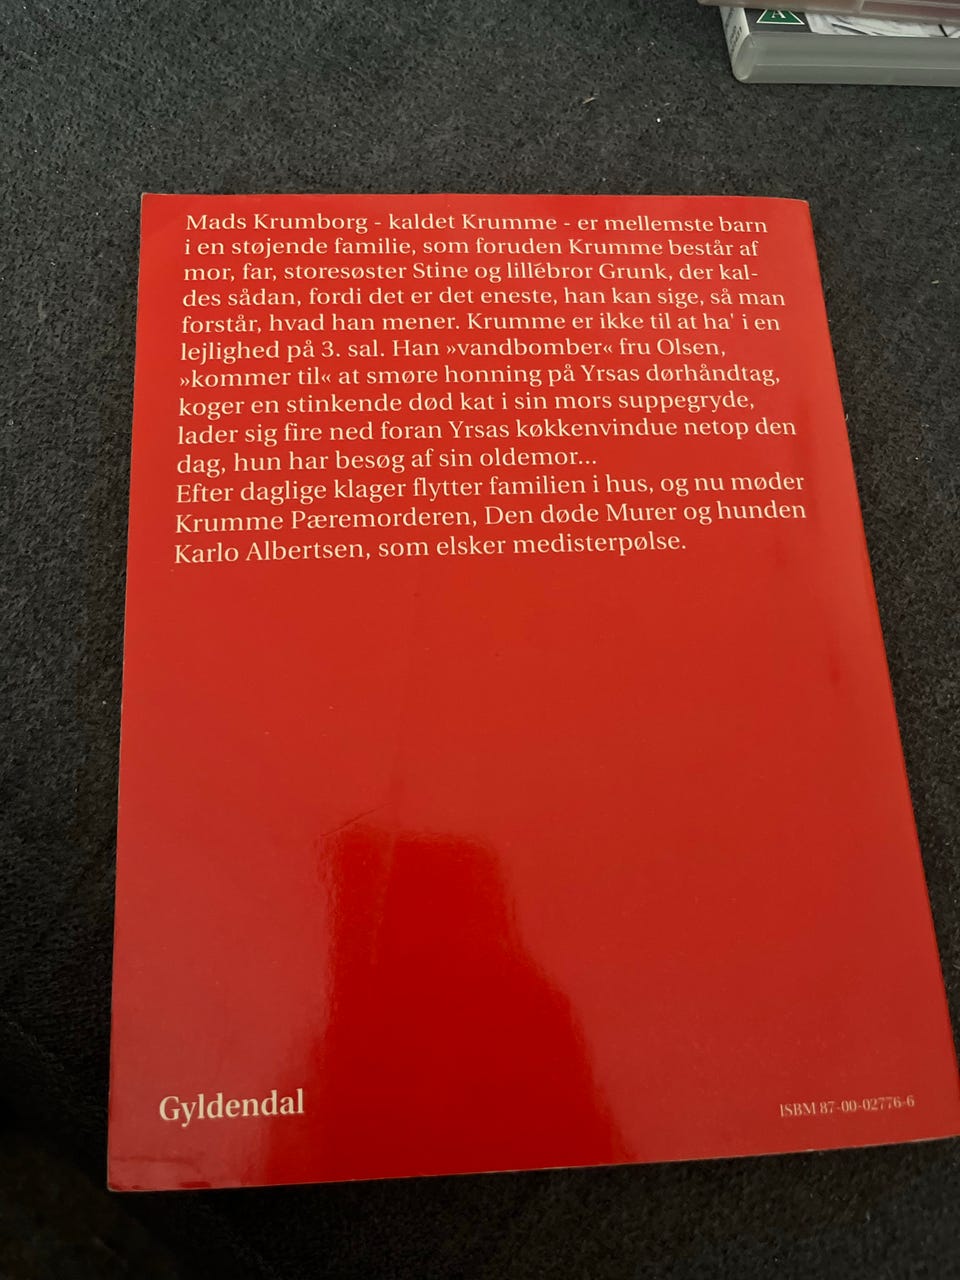 A
Mads Krumborg - kaldet Krumme - er mellemste barn
i en støjende familie, som foruden Krumme består af
mor, far, storesøster Stine og lillebror Grunk, der kal-
des sådan, fordi det er det eneste, han kan sige, så man
forstår, hvad han mener. Krumme er ikke til at ha' i en
lejlighed på 3. sal. Han »vandbomber« fru Olsen,
»kommer til« at smøre honning på Yrsas dørhåndtag,
koger en stinkende død kat i sin mors suppegryde,
lader sig fire ned foran Yrsas køkkenvindue netop den
dag, hun har besøg af sin oldemor...
Efter daglige klager flytter familien i hus, og nu møder
Krumme Pæremorderen, Den døde Murer og hunden
Karlo Albertsen, som elsker medisterpølse.
Gyldendal
ISBM 87-00-02776-6